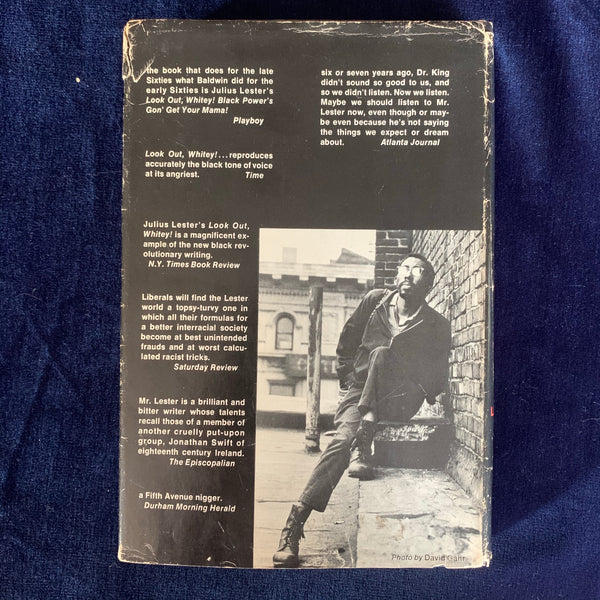 the book that does for the late
Sixties what Baldwin did for the
early Sixties is Julius Lester's
Look Out, Whitey! Black Power's
Gon' Get Your Mama!
Playboy
Look Out, Whitey!...reproduces
accurately the black tone of voice
at its angriest. Time
Julius Lester's Look Out,
Whitey! is a magnificent ex-
ample of the new black rev-
olutionary writing.
N.Y. Times Book Review
Liberals will find the Lester
world a topsy-turvy one in
which all their formulas for
a better interracial society
become at best unintended
frauds and at worst calcu-
lated racist tricks.
Saturday Review
Mr. Lester is a brilliant and
bitter writer whose talents
recall those of a member of
another cruelly put-upon
group, Jonathan Swift of
eighteenth century Ireland.
The Episcopalian
a Fifth Avenue nigger.
Durham Morning Herald
six or seven years ago, Dr. King
didn't sound so good to us, and
so we didn't listen. Now we listen.
Maybe we should listen to Mr.
Lester now, even though or may-
be even because he's not saying
the things we expect or dream
about. Atlanta Journal
Photo by David Gahr